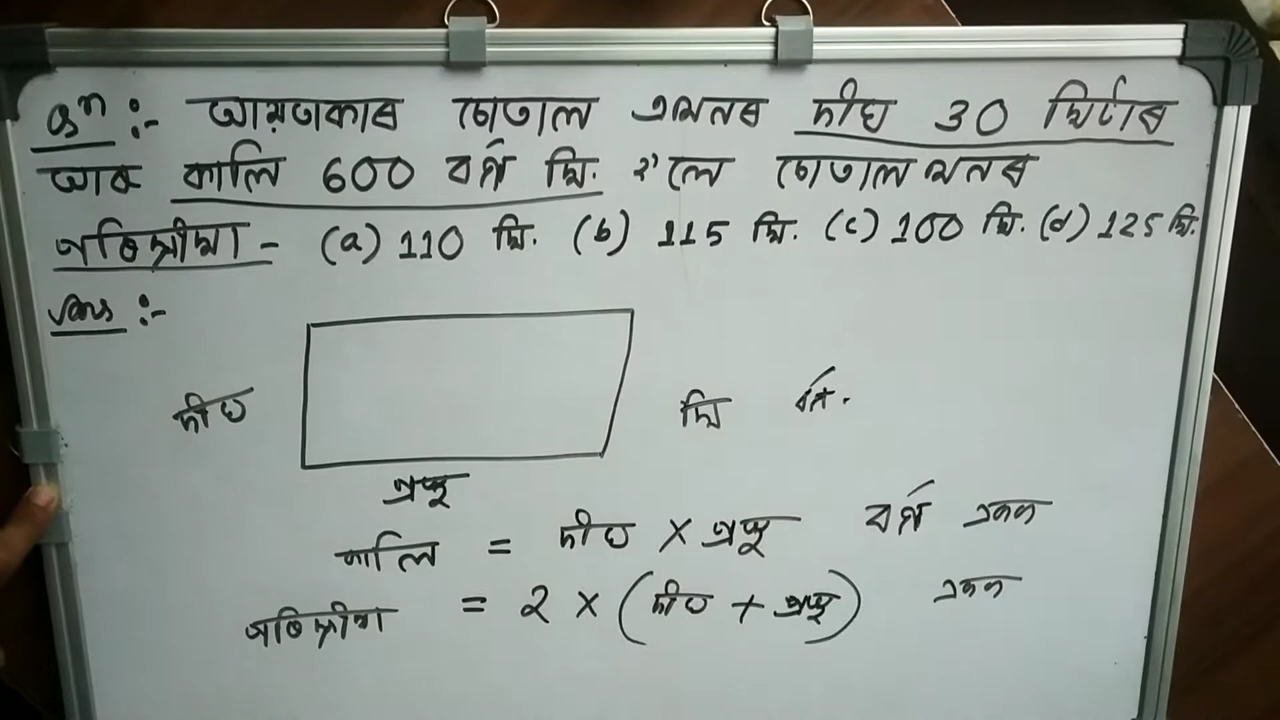 Qn :- আয়তাকাৰ চোতাল এখনৰ দীঘ 30 মিটাৰ
আৰু কালি 600 বৰ্গ মি. হ'লে চোতাল খনৰ
পৰিসীমা - (a) 110 মি. (b) 115 মি. (c) 100 মি. (d) 125 মি.
Ans :-
দীঘ মি বৰ্গ.
প্ৰস্থ
কালি = দীঘ × প্ৰস্থ বৰ্গ একক
পৰিসীমা = 2 × (দীঘ + প্ৰস্থ) একক